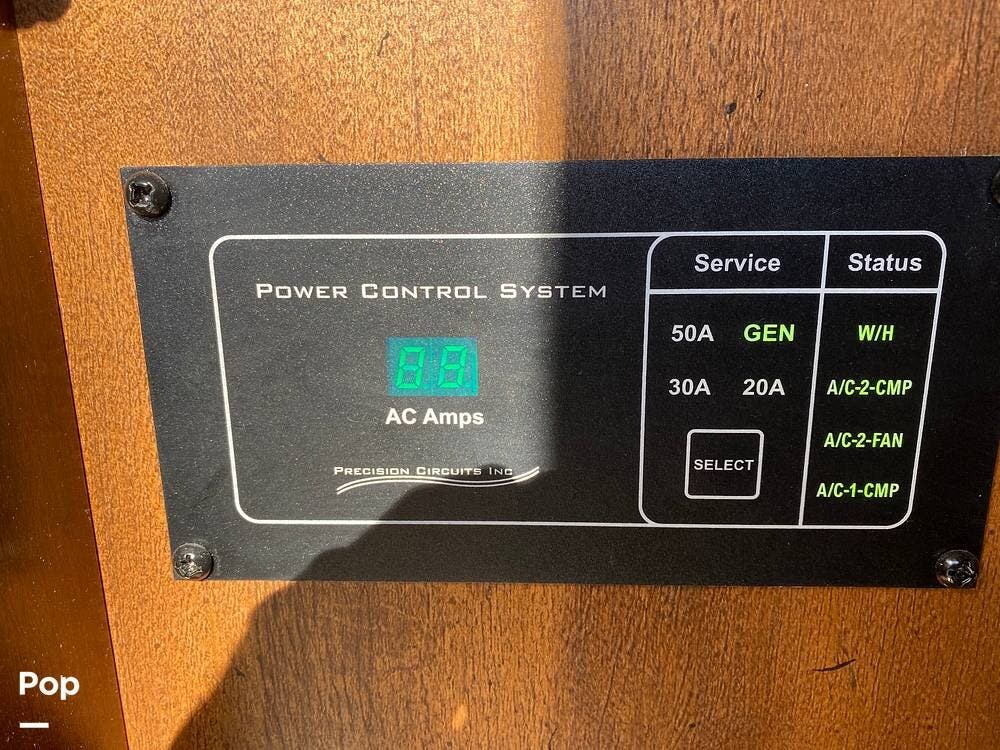 POWER CONTROL SYSTEM
88
AC Amps
PRECISION CIRCUITS INC
Service
Status
50A GEN
30A 20A
SELECT
W/H
A/C-2-CMP
A/C-2-FAN
A/C-1-CMP
Pop